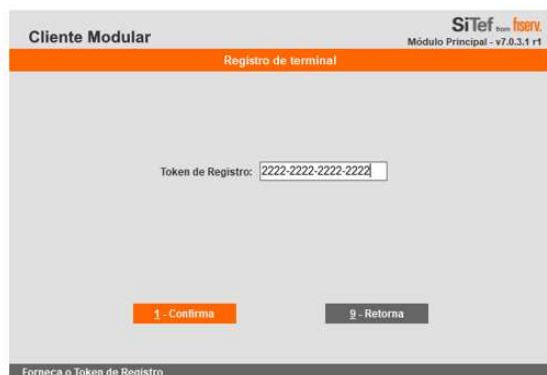 SiTef from fiserv.
Cliente Modular
Módulo Principal - v7.0.3.1 r1
Registro de terminal
Token de Registro: 2222-2222-2222-2222
1 - Confirma 9 - Retorna
Forneça o Token de Registro